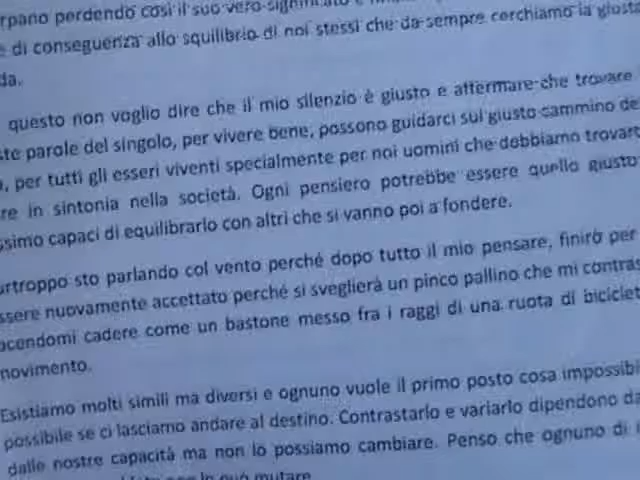 perdendo così il suo vero significato e
e di conseguenza allo squilibrio di noi stessi che da sempre cerchiamo la giusta
da.
questo non voglio dire che il mio silenzio è giusto e affermare che trovare
ste parole del singolo, per vivere bene, possono guidarci sul giusto cammino de
, per tutti gli esseri viventi specialmente per noi uomini che dobbiamo trovar
re in sintonia nella società. Ogni pensiero potrebbe essere quello giusto
ssimo capaci di equilibrarlo con altri che si vanno poi a fondere.
urtroppo sto parlando col vento perché dopo tutto il mio pensare, finirò per
ssere nuovamente accettato perché si sveglierà un pinco pallino che mi contras
acendomi cadere come un bastone messo fra i raggi di una ruota di biciclet
movimento.
Esistiamo molti simili ma diversi e ognuno vuole il primo posto cosa impossibi
possibile se ci lasciamo andare al destino. Contrastarlo e variarlo dipendono da
dalle nostre capacità ma non lo possiamo cambiare. Penso che ognuno di
può mutare